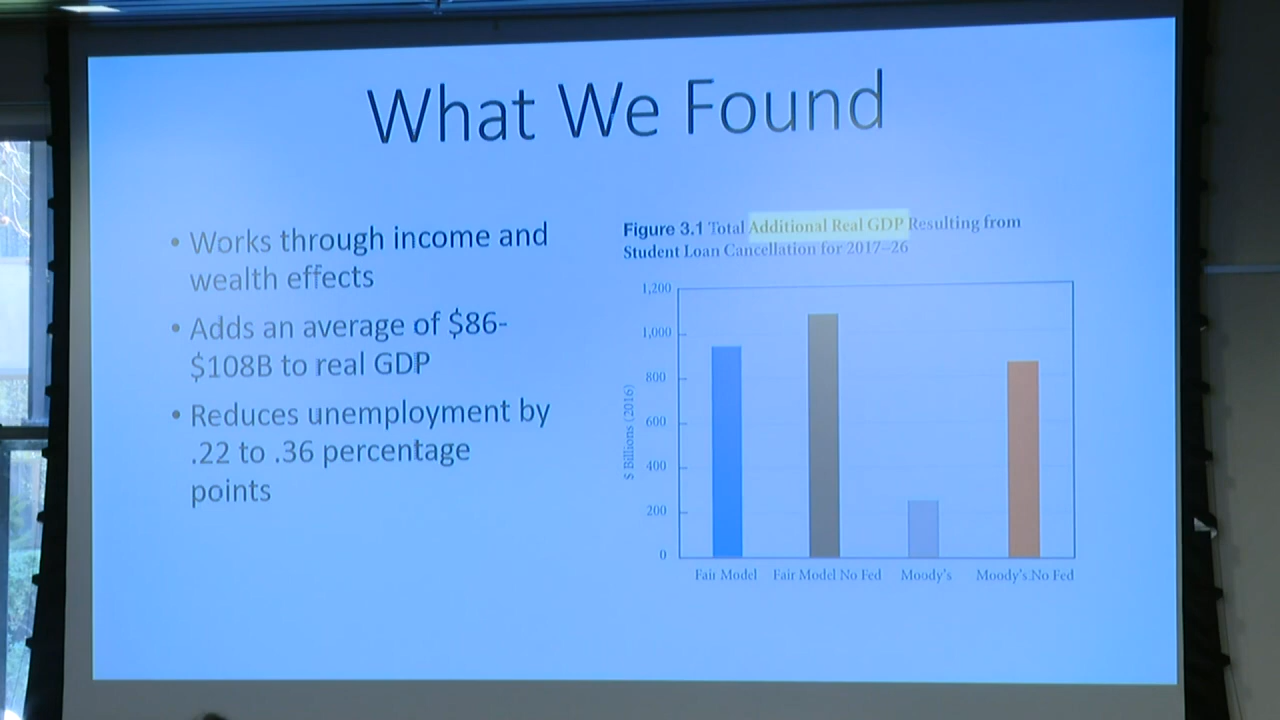 What We Found
• Works through income and
wealth effects
• Adds an average of $86-
$108B to real GDP
• Reduces unemployment by
.22 to .36 percentage
points
Figure 3.1 Total Additional Real GDP Resulting from
Student Loan Cancellation for 2017–26
$ Billions (2016)
1,200
1,000
800
600
400
200
0
Fair Model Fair Model No Fed Moody's Moody's No Fed